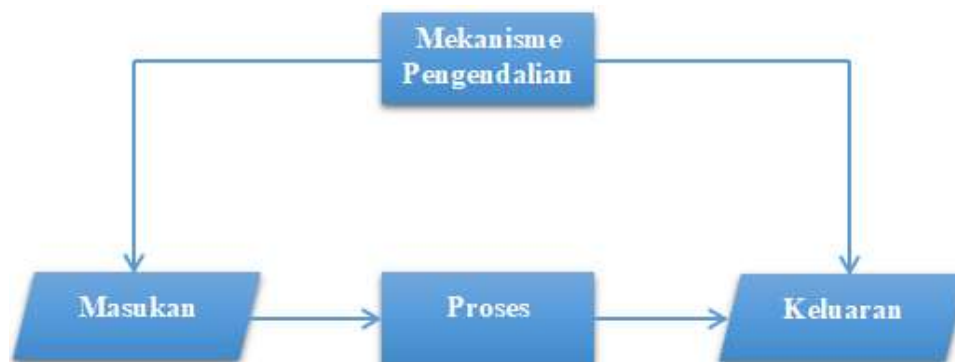 Mekanisme
Pengendalian
Masukan
Proses
Keluaran